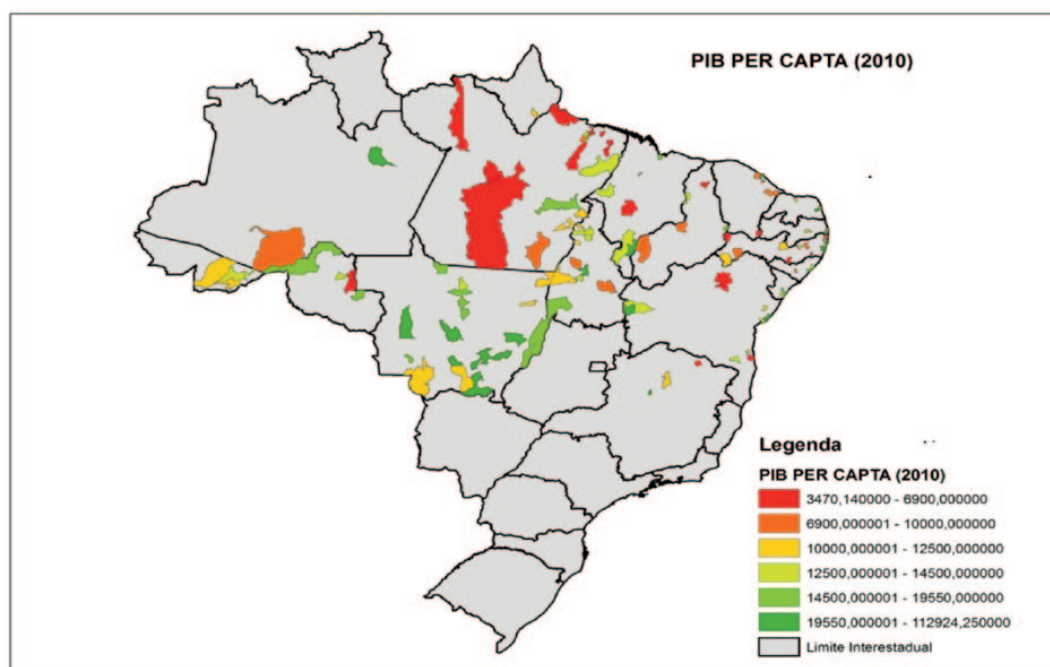 PIB PER CAPTA (2010)
Legenda
PIB PER CAPTA (2010)
3470,140000 - 6900,000000
6900,000001 - 10000,000000
10000,000001 - 12500,000000
12500,000001 - 14500,000000
14500,000001 - 19550,000000
19550,000001 - 112924,250000
Limite Interestadual